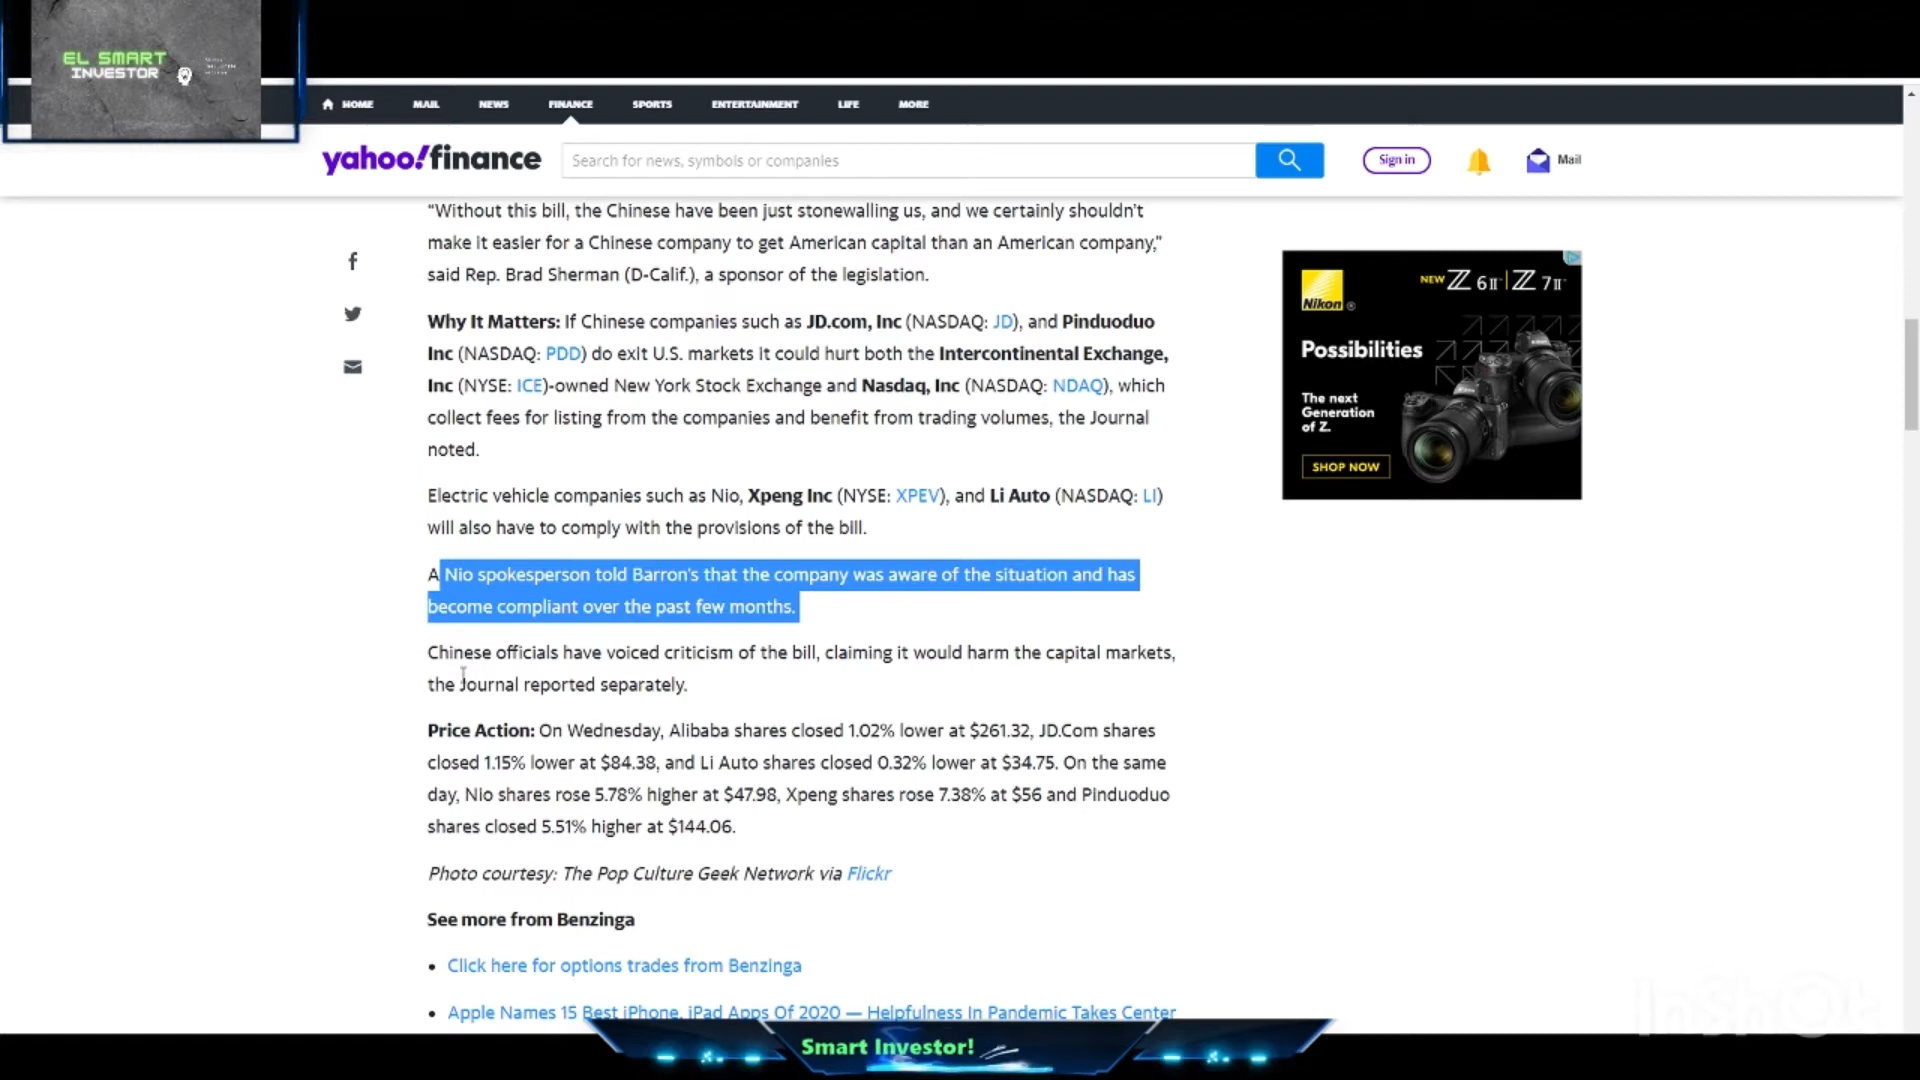 EL SMART
INVESTOR
HOME MAIL NEWS FINANCE SPORTS ENTERTAINMENT LIFE MORE
yahoo!finance Search for news, symbols or companies Sign in Mail
“Without this bill, the Chinese have been just stonewalling us, and we certainly shouldn’t
make it easier for a Chinese company to get American capital than an American company,”
said Rep. Brad Sherman (D-Calif.), a sponsor of the legislation.
Why It Matters: If Chinese companies such as JD.com, Inc (NASDAQ: JD), and Pinduoduo
Inc (NASDAQ: PDD) do exit U.S. markets it could hurt both the Intercontinental Exchange,
Inc (NYSE: ICE)-owned New York Stock Exchange and Nasdaq, Inc (NASDAQ: NDAQ), which
collect fees for listing from the companies and benefit from trading volumes, the Journal
noted.
Electric vehicle companies such as Nio, Xpeng Inc (NYSE: XPEV), and Li Auto (NASDAQ: LI)
will also have to comply with the provisions of the bill.
A Nio spokesperson told Barron’s that the company was aware of the situation and has
become compliant over the past few months.
Chinese officials have voiced criticism of the bill, claiming it would harm the capital markets,
the Journal reported separately.
Price Action: On Wednesday, Alibaba shares closed 1.02% lower at $261.32, JD.Com shares
closed 1.15% lower at $84.38, and Li Auto shares closed 0.32% lower at $34.75. On the same
day, Nio shares rose 5.78% higher at $47.98, Xpeng shares rose 7.38% at $56 and Pinduoduo
shares closed 5.51% higher at $144.06.
Photo courtesy: The Pop Culture Geek Network via Flickr
See more from Benzinga
• Click here for options trades from Benzinga
• Apple Names 15 Best iPhone, iPad Apps Of 2020 — Helpfulness In Pandemic Takes Center
Nikon
NEW Z 6II | Z 7II
Possibilities
The next
Generation
of Z.
SHOP NOW
Smart Investor!
InShOt